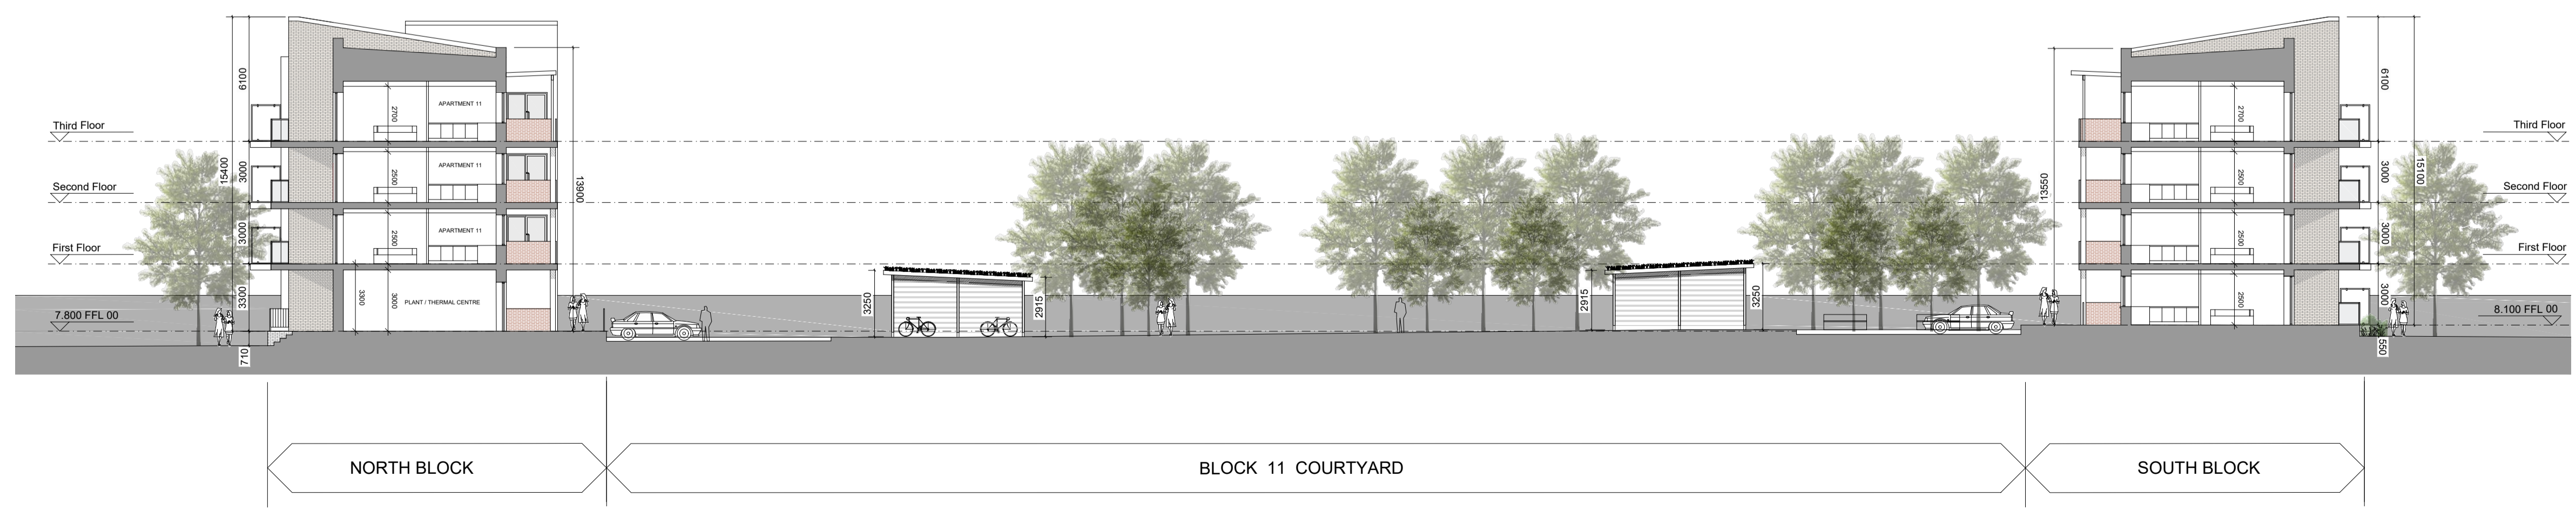 Third Floor
Second Floor
First Floor
7.800 FFL 00
6100
3000
3000
3300
710
15400
2700
2500
2500
3300
3000
APARTMENT 11
APARTMENT 11
APARTMENT 11
PLANT / THERMAL CENTRE
13900
3250
2915
2915
3250
13550
2700
2500
2500
2500
6100
3000
3000
3000
550
15100
Third Floor
Second Floor
First Floor
8.100 FFL 00
NORTH BLOCK
BLOCK 11 COURTYARD
SOUTH BLOCK